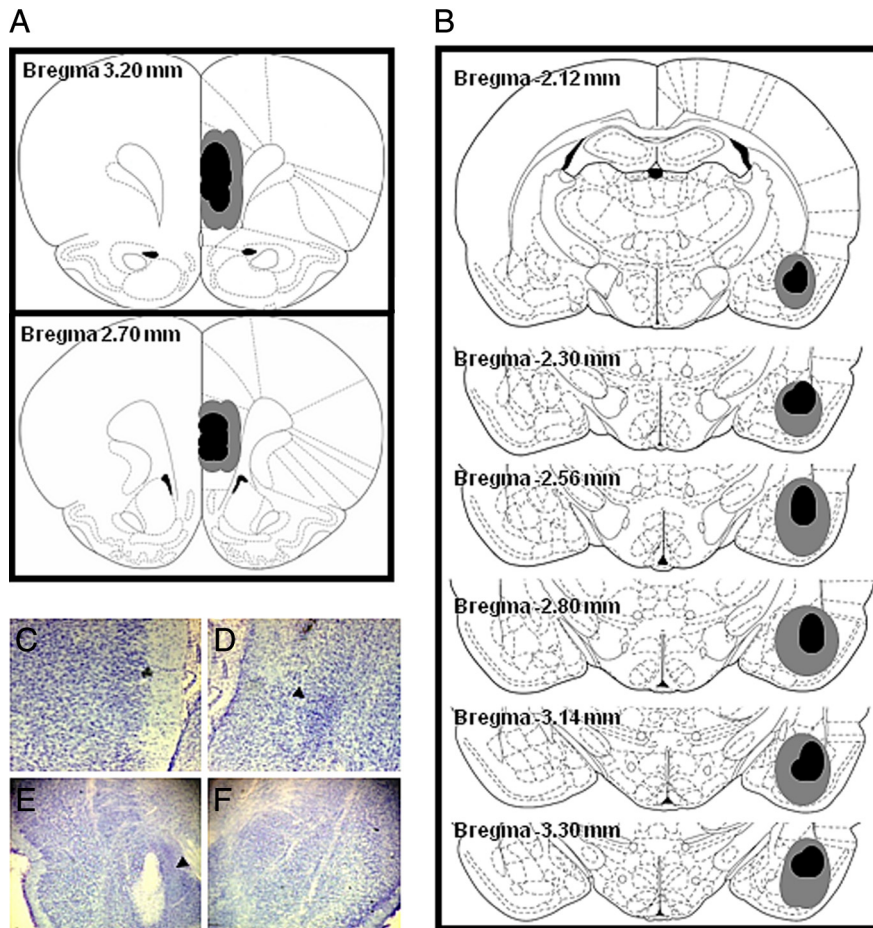 A
Bregma 3.20 mm
Bregma 2.70 mm
B
Bregma -2.12 mm
Bregma -2.30 mm
Bregma -2.56 mm
Bregma -2.80 mm
Bregma -3.14 mm
Bregma -3.30 mm
C
D
E
F